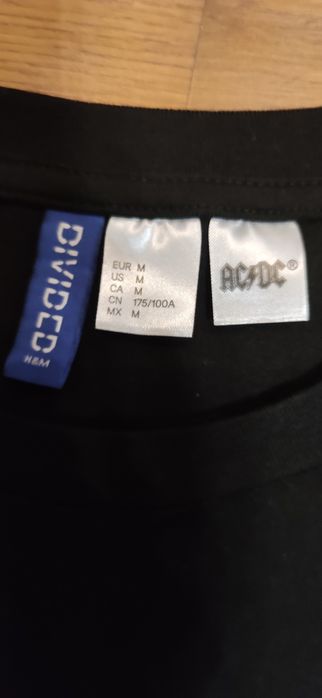 DIVIDED
H&M
EUR M
US M
CA M
CN 175/100A
MX M
AC/DC®